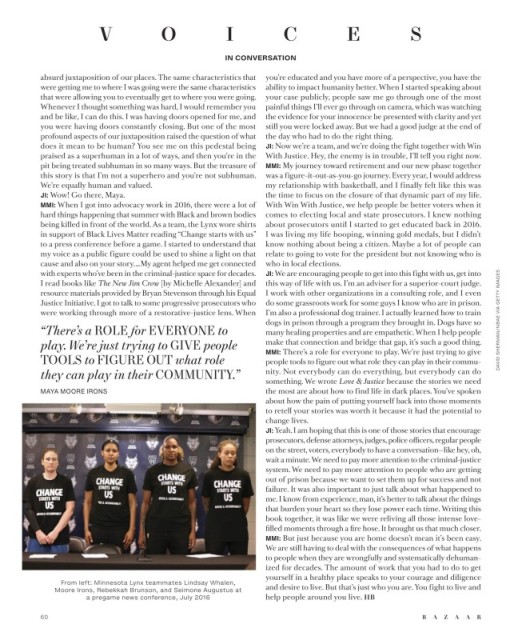 VOICES
IN CONVERSATION
absurd juxtaposition of our places. The same characteristics that
were getting me to where I was going were the same characteristics
that were allowing you to eventually get to where you were going.
Whenever I thought something was hard, I would remember you
and be like, I can do this. I was having doors opened for me, and
you were having doors constantly closing. But one of the most
profound aspects of our juxtaposition raised the question of what
does it mean to be human? You see me on this pedestal being
praised as a superhuman in a lot of ways, and then you're in the
pit being treated subhuman in so many ways. But the treasure of
this story is that I'm not a superhero and you're not subhuman.
We're equally human and valued.
JI: Wow! Go there, Maya.
MMI: When I got into advocacy work in 2016, there were a lot of
hard things happening that summer with Black and brown bodies
being killed in front of the world. As a team, the Lynx wore shirts
in support of Black Lives Matter reading "Change starts with us"
to a press conference before a game. I started to understand that
my voice as a public figure could be used to shine a light on that
cause and also on your story.... My agent helped me get connected
with experts who've been in the criminal-justice space for decades.
I read books like The New Jim Crow [by Michelle Alexander] and
resource materials provided by Bryan Stevenson through his Equal
Justice Initiative. I got to talk to some progressive prosecutors who
were working through more of a restorative-justice lens. When
"There's a ROLE for EVERYONE to
play. We're just trying to GIVE people
TOOLS to FIGURE OUT what role
they can play in their COMMUNITY."
MAYA MOORE IRONS
CHANGE
STARTS WITH
US
CHANGE
STARTS WITH
US
CHANGE
STARTS WITH
US
CHANGE
STARTS WITH
US
From left: Minnesota Lynx teammates Lindsay Whalen,
Moore Irons, Rebekkah Brunson, and Seimone Augustus at
a pregame news conference, July 2016
you're educated and you have more of a perspective, you have the
ability to impact humanity better. When I started speaking about
your case publicly, people saw me go through one of the most
painful things I'll ever go through on camera, which was watching
the evidence for your innocence be presented with clarity and yet
still you were locked away. But we had a good judge at the end of
the day who had to do the right thing.
JI: Now we're a team, and we're doing the fighting together with Win
With Justice. Hey, the enemy is in trouble, I'll tell you right now.
MMI: My journey toward retirement and our new phase together
was a figure-it-out-as-you-go journey. Every year, I would address
my relationship with basketball, and I finally felt like this was
the time to focus on the closure of that dynamic part of my life.
With Win With Justice, we help people be better voters when it
comes to electing local and state prosecutors. I knew nothing
about prosecutors until I started to get educated back in 2016.
I was living my life hooping, winning gold medals, but I didn't
know nothing about being a citizen. Maybe a lot of people can
relate to going to vote for the president but not knowing who is
who in local elections.
JI: We are encouraging people to get into this fight with us, get into
this way of life with us. I'm an adviser for a superior-court judge.
I work with other organizations in a consulting role, and I even
do some grassroots work for some guys I know who are in prison.
I'm also a professional dog trainer. I actually learned how to train
dogs in prison through a program they brought in. Dogs have so
many healing properties and are empathetic. When I help people
make that connection and bridge that gap, it's such a good thing.
MMI: There's a role for everyone to play. We're just trying to give
people tools to figure out what role they can play in their commu-
nity. Not everybody can do everything, but everybody can do
something. We wrote Love & Justice because the stories we need
the most are about how to find life in dark places. You've spoken
about how the pain of putting yourself back into those moments
to retell your stories was worth it because it had the potential to
change lives.
JI: Yeah, I am hoping that this is one of those stories that encourage
prosecutors, defense attorneys, judges, police officers, regular people
on the street, voters, everybody to have a conversation—like hey, oh,
wait a minute. We need to pay more attention to the criminal-justice
system. We need to pay more attention to people who are getting
out of prison because we want to set them up for success and not
failure. It was also important to just talk about what happened to
me. I know from experience, man, it's better to talk about the things
that burden your heart so they lose power each time. Writing this
book together, it was like we were reliving all those intense love-
filled moments through a fire hose. It brought us that much closer.
MMI: But just because you are home doesn't mean it's been easy.
We are still having to deal with the consequences of what happens
to people when they are wrongfully and systematically dehuman-
ized for decades. The amount of work that you had to do to get
yourself in a healthy place speaks to your courage and diligence
and desire to live. But that's just who you are. You fight to live and
help people around you live. HB
DAVID SHERMAN/NBAE VIA GETTY IMAGES
60
BAZAAR